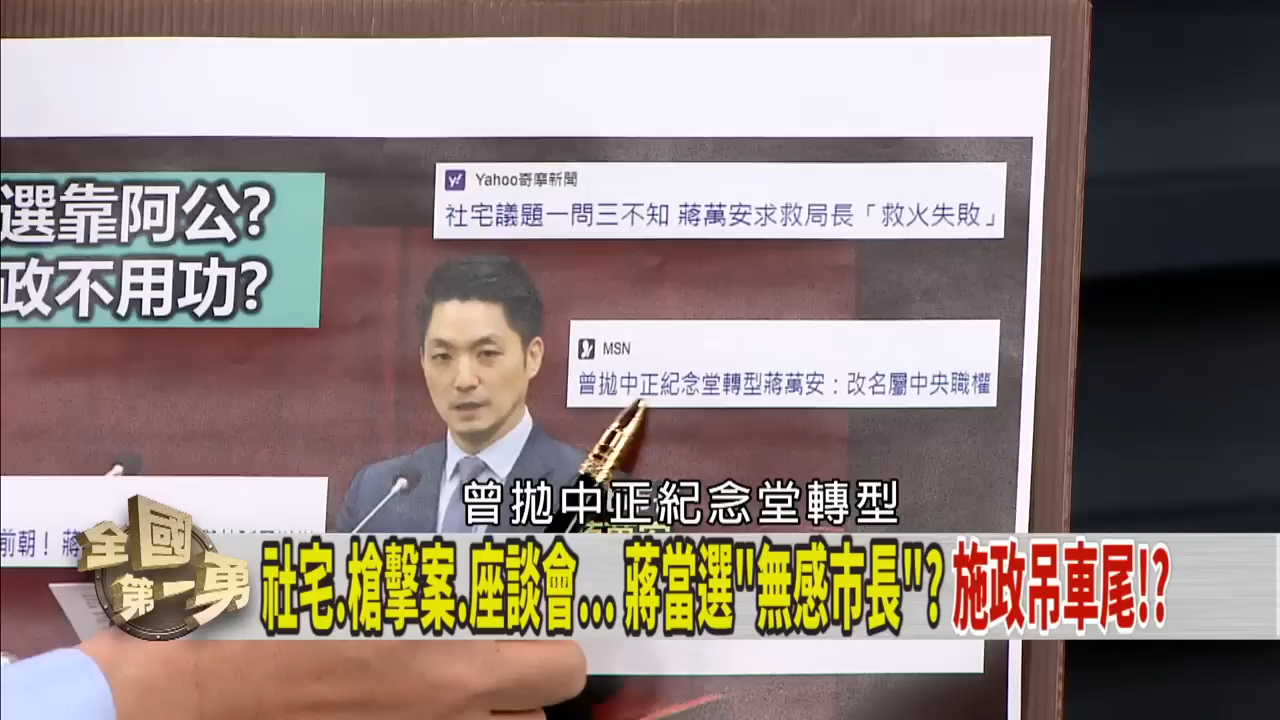 選靠阿公?
政不用功?
Yahoo奇摩新聞
社宅議題一問三不知 蔣萬安求救局長「救火失敗」
MSN
曾拋中正紀念堂轉型蔣萬安：改名屬中央職權
曾拋中正紀念堂轉型
前朝！蔣
全國第一勇
社宅.槍擊案.座談會... 蔣當選"無感市長"? 施政吊車尾!?